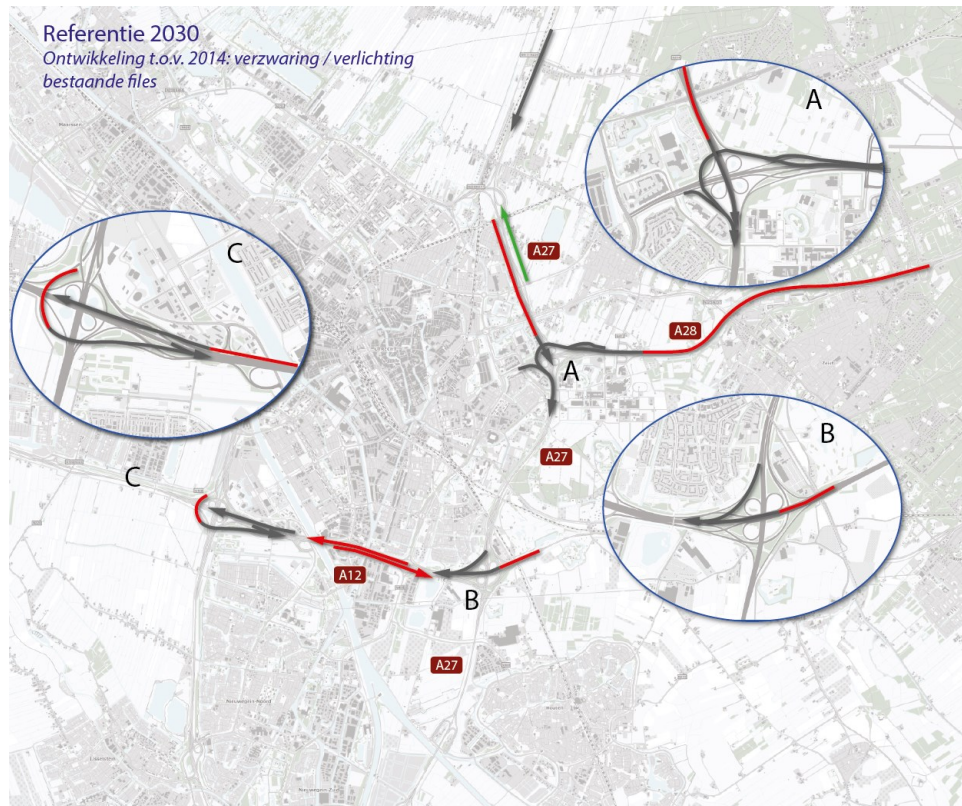 Referentie 2030
Ontwikkeling t.o.v. 2014: verzwaring / verlichting
bestaande files
A
C
B
A27
A28
A
A27
C
A12
B
A27